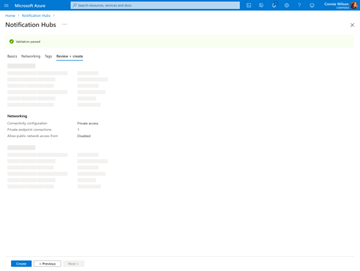 Microsoft Azure
Search resources, services and docs
Connie Wilson
Home > Notification Hubs >
Notification Hubs ...
Validation passed
Basics Networking Tags Review + create
Networking
Connectivity configuration Private access
Private endpoint connections 1
Allow public network access from Disabled
Create < Previous Next >